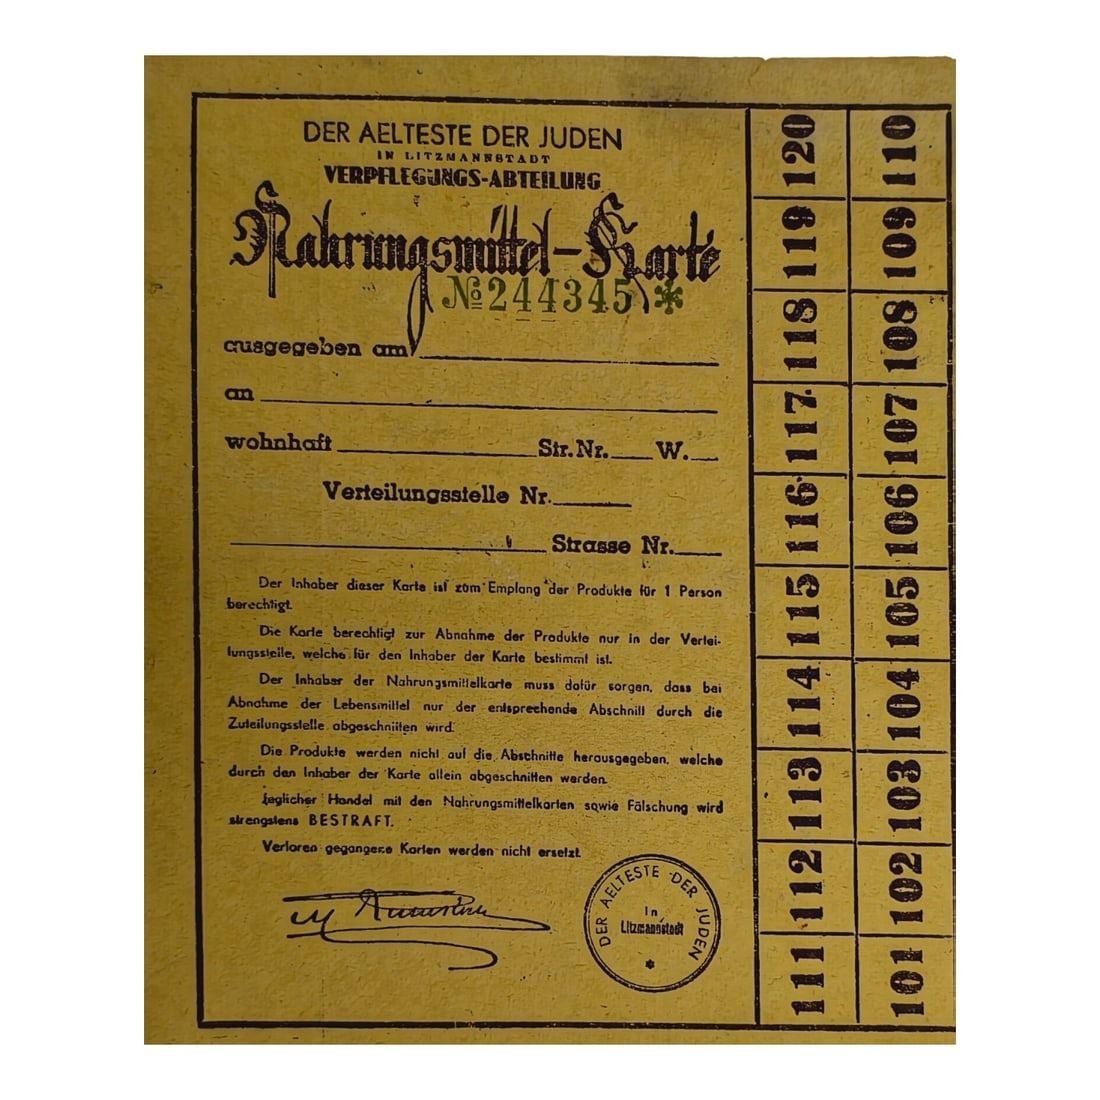 DER AELTESTE DER JUDEN
IN LITZMANNSTADT
VERPFLEGUNGS-ABTEILUNG
Nahrungsmittel-Karte
№ 244345 *
ausgegeben am
an
wohnhaft Str. Nr. W.
Verteilungsstelle Nr.
Strasse Nr.
Der Inhaber dieser Karte ist zum Emplang der Produkte für 1 Person
berechtigt.
Die Karte berechtigt zur Abnahme der Produkte nur in der Vertei-
lungsstelle, welche für den Inhaber der Karte bestimmt ist.
Der Inhaber der Nahrungsmittelkarte muss dafür sorgen, dass bei
Abnahme der Lebensmittel nur der entsprechende Abschnitt durch die
Zuteilungsstelle abgeschnitten wird.
Die Produkte werden nicht auf die Abschnitte herausgegeben, welche
durch den Inhaber der Karte allein abgeschnitten werden.
Jeglicher Handel mit den Nahrungsmittelkarten sowie Fälschung wird
strengstens BESTRAFT.
Verloren gegangene Karten werden nicht ersetzt.
DER AELTESTE DER JUDEN
In
Litzmannstadt
*
120 110
119 109
118 108
117 107
116 106
115 105
114 104
113 103
112 102
111 101